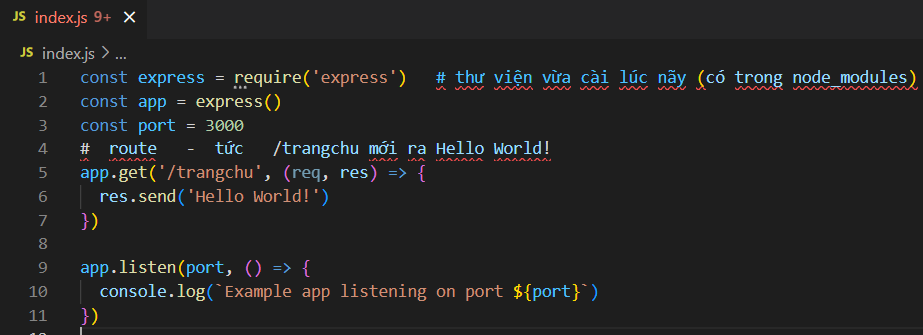 JS index.js 9+ ×
JS index.js > ...
1 const express = require('express')   # thư viện vừa cài lúc nãy (có trong node_modules)
2 const app = express()
3 const port = 3000
4 #  route   -  tức   /trangchu mới ra Hello World!
5 app.get('/trangchu', (req, res) => {
6   res.send('Hello World!')
7 })
8
9 app.listen(port, () => {
10   console.log(`Example app listening on port ${port}`)
11 })